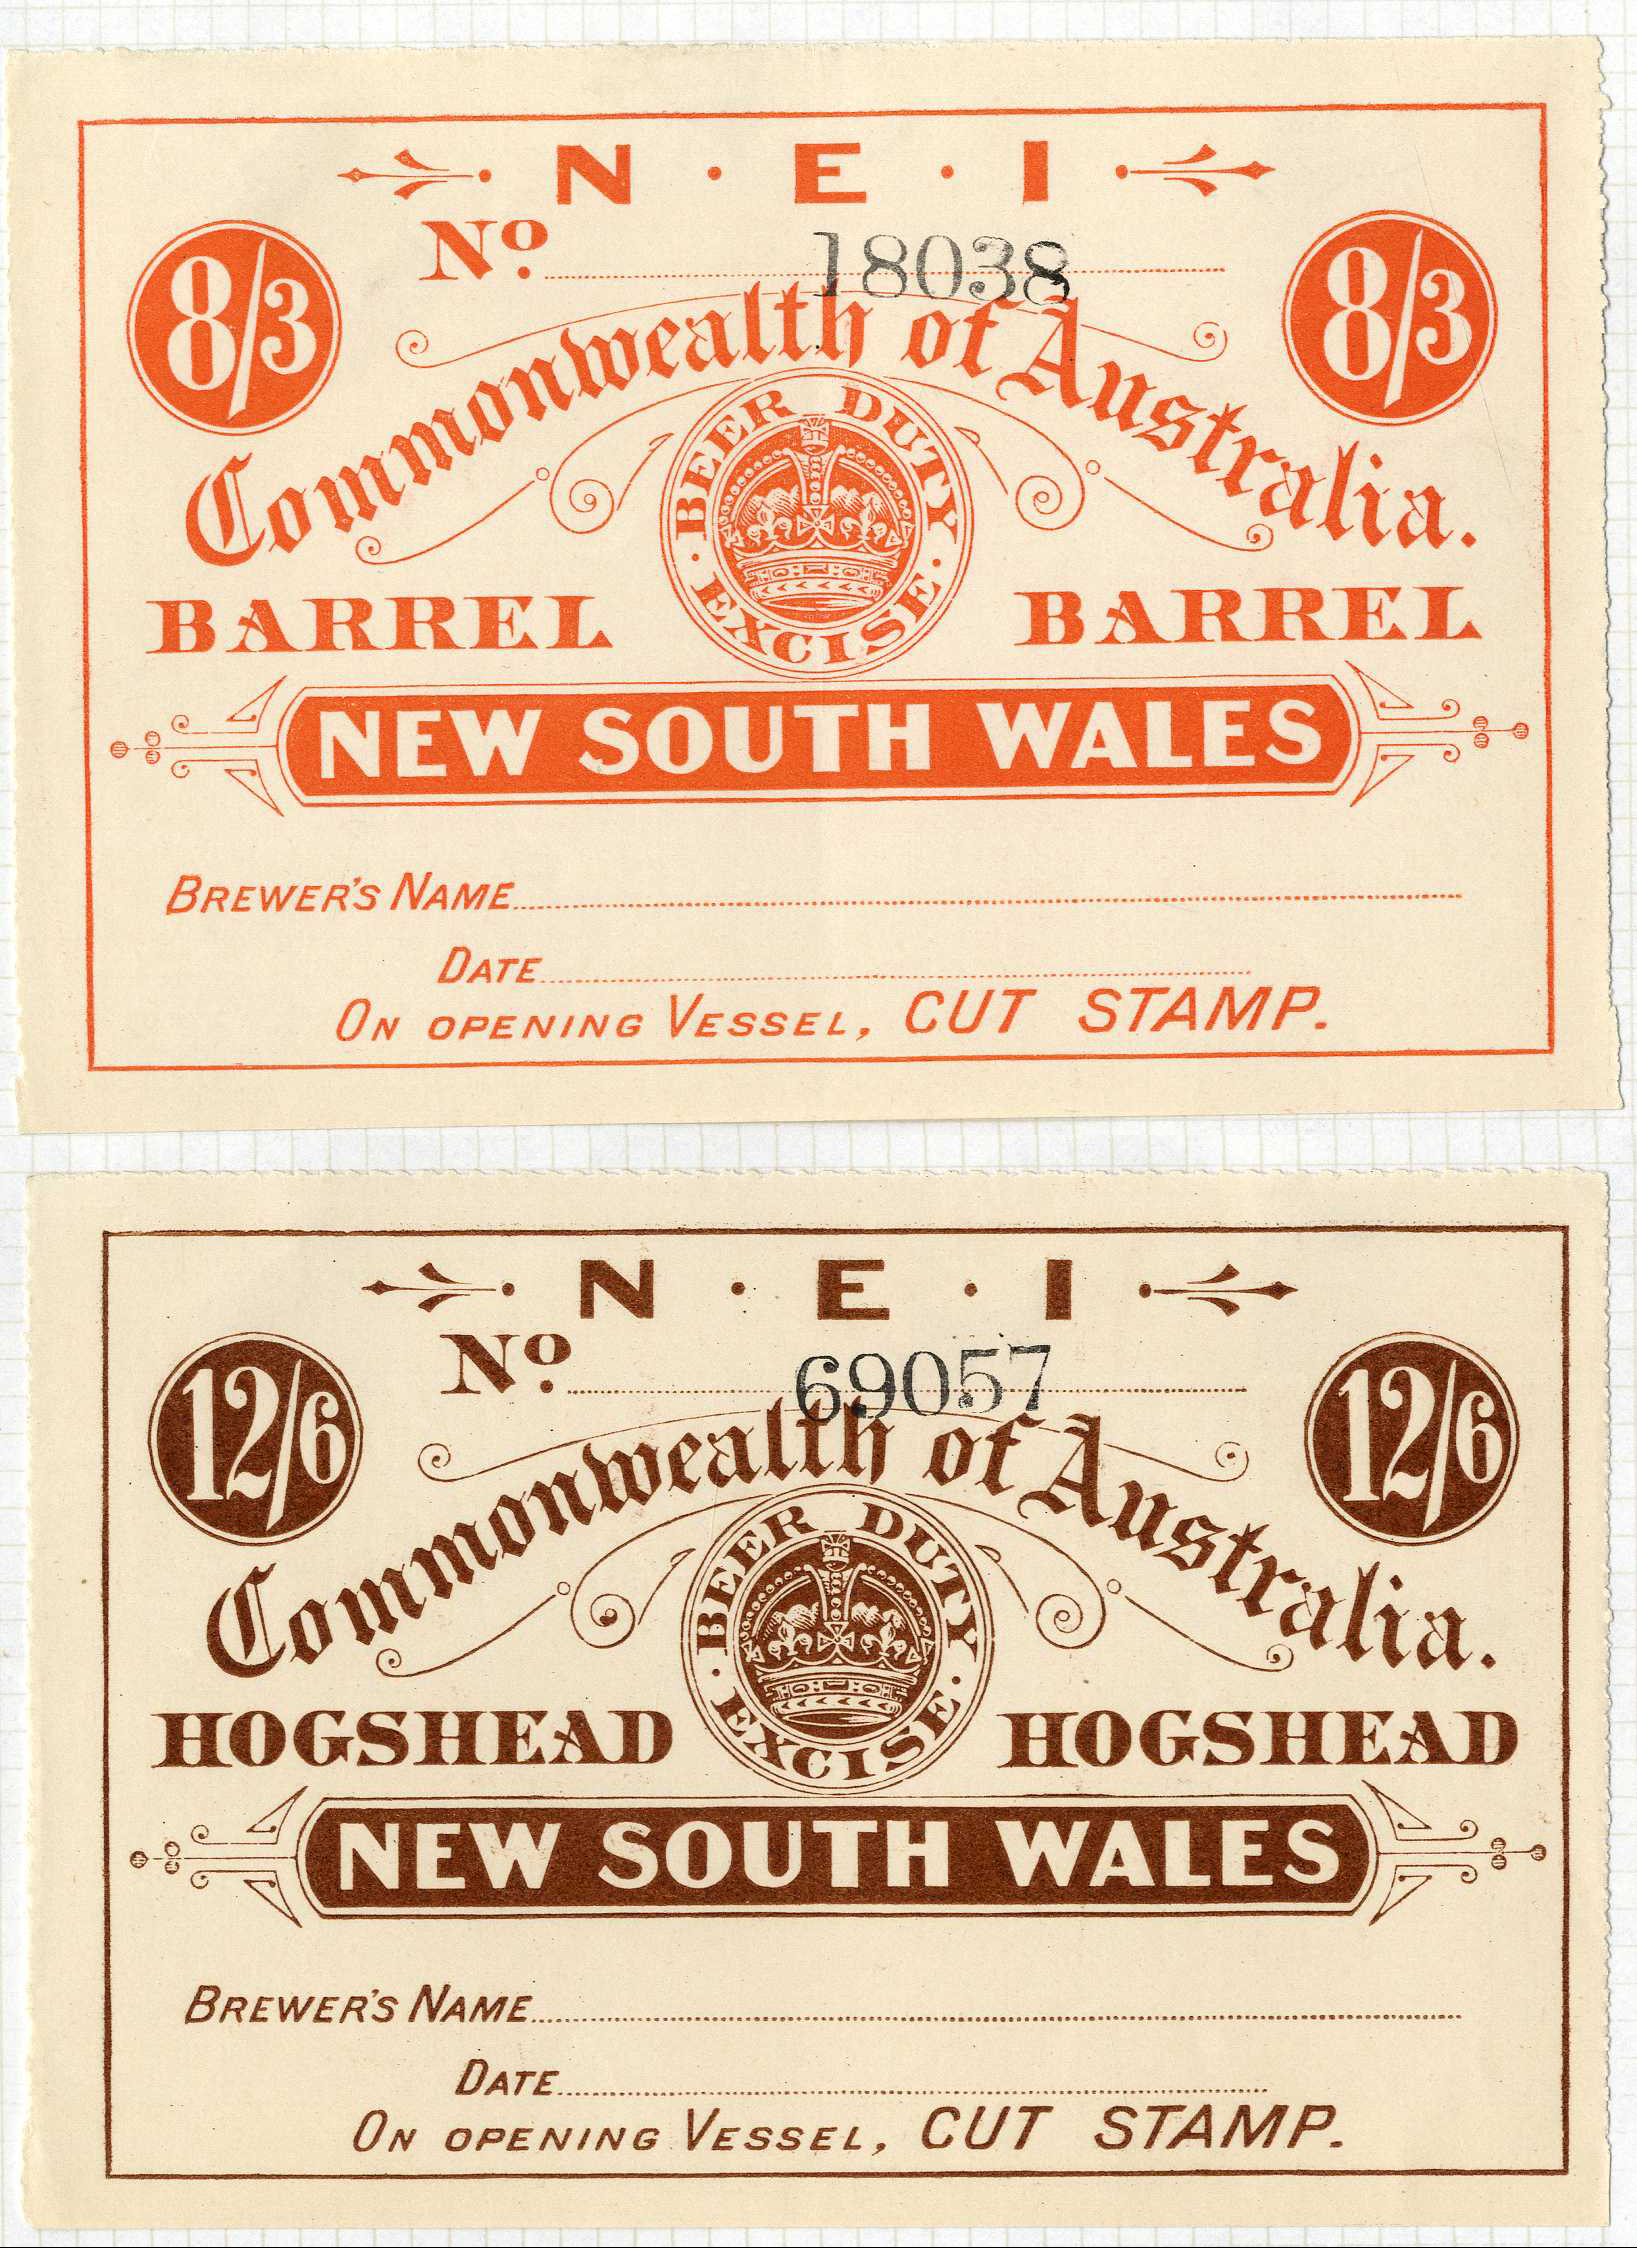 N · E · I
8/3
No. 18038
8/3
Commonwealth of Australia.
· BEER DUTY ·
EXCISE
BARREL
BARREL
NEW SOUTH WALES
BREWER'S NAME
DATE
ON OPENING VESSEL, CUT STAMP.
N · E · I
12/6
No. 69057
12/6
Commonwealth of Australia.
· BEER DUTY ·
EXCISE
HOGSHEAD
HOGSHEAD
NEW SOUTH WALES
BREWER'S NAME
DATE
ON OPENING VESSEL, CUT STAMP.